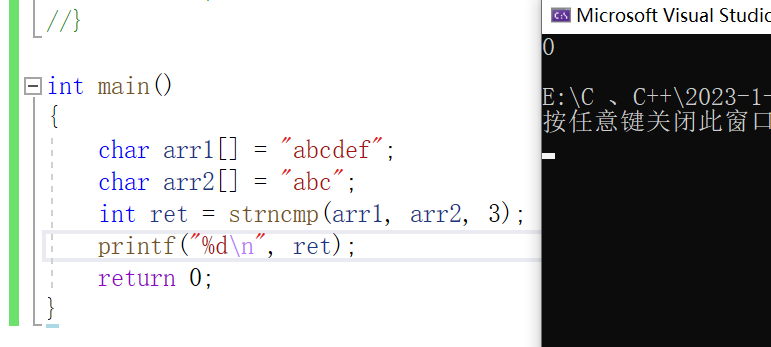 //}
int main()
{
char arr1[] = "abcdef";
char arr2[] = "abc";
int ret = strncmp(arr1, arr2, 3);
printf("%d\n", ret);
return 0;
}
Microsoft Visual Studio
0
E:\C 、C++\2023-1-
按任意键关闭此窗口